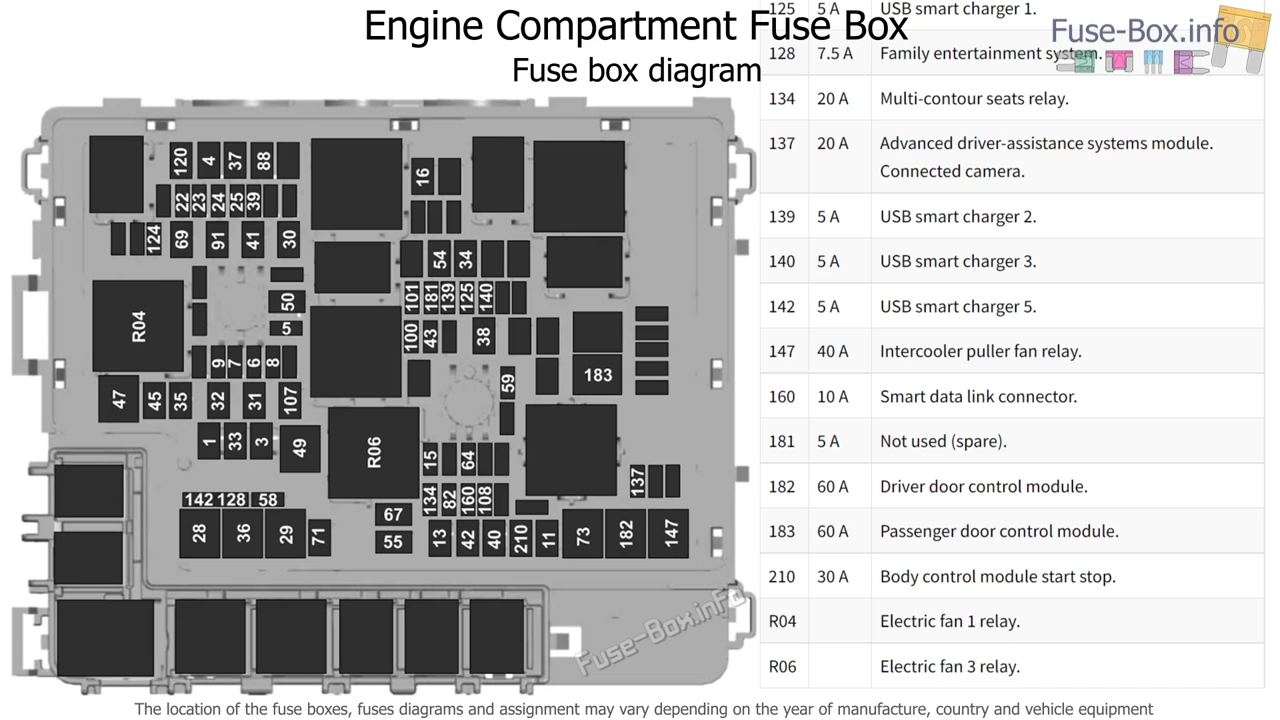 Engine Compartment Fuse Box
Fuse box diagram
Fuse-Box.info
125 5 A USB smart charger 1.
128 7.5 A Family entertainment system.
134 20 A Multi-contour seats relay.
137 20 A Advanced driver-assistance systems module.
Connected camera.
139 5 A USB smart charger 2.
140 5 A USB smart charger 3.
142 5 A USB smart charger 5.
147 40 A Intercooler puller fan relay.
160 10 A Smart data link connector.
181 5 A Not used (spare).
182 60 A Driver door control module.
183 60 A Passenger door control module.
210 30 A Body control module start stop.
R04 Electric fan 1 relay.
R06 Electric fan 3 relay.
120 4 37 88
16
22 23 24 25 39
124 69 91 41 30
54 34
101 181 139 125 140
50
R04
5
100 43 38
9 7 6 8
183
59
47 45 35 32 31 107
1 33 3 49
R06
15 64
137
142 128 58
134 82 160 108
28 36 29 71
67
55
13 42 40 210 11 73 182 147
Fuse-Box.info
The location of the fuse boxes, fuses diagrams and assignment may vary depending on the year of manufacture, country and vehicle equipment